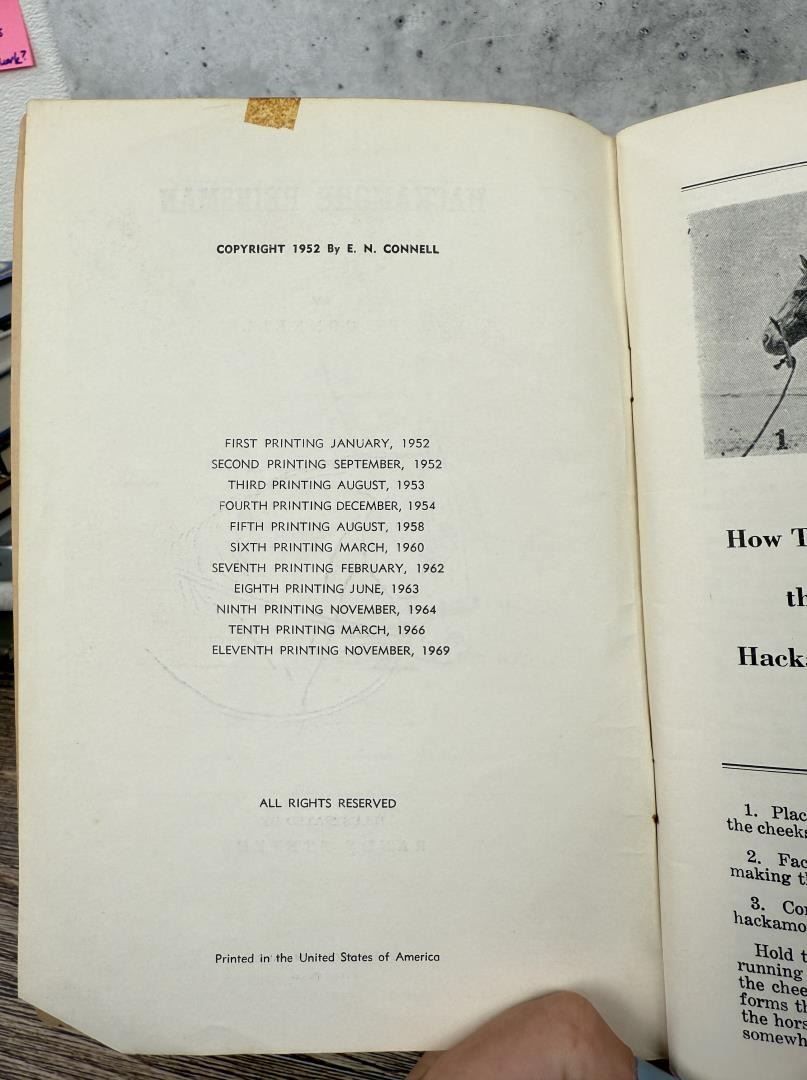 COPYRIGHT 1952 By E. N. CONNELL
FIRST PRINTING JANUARY, 1952
SECOND PRINTING SEPTEMBER, 1952
THIRD PRINTING AUGUST, 1953
FOURTH PRINTING DECEMBER, 1954
FIFTH PRINTING AUGUST, 1958
SIXTH PRINTING MARCH, 1960
SEVENTH PRINTING FEBRUARY, 1962
EIGHTH PRINTING JUNE, 1963
NINTH PRINTING NOVEMBER, 1964
TENTH PRINTING MARCH, 1966
ELEVENTH PRINTING NOVEMBER, 1969
ALL RIGHTS RESERVED
Printed in the United States of America
1
How T
th
Hacka
1. Plac
the cheeks
2. Fac
making th
3. Con
hackamo
Hold t
running
the chee
forms th
the hors
somewh